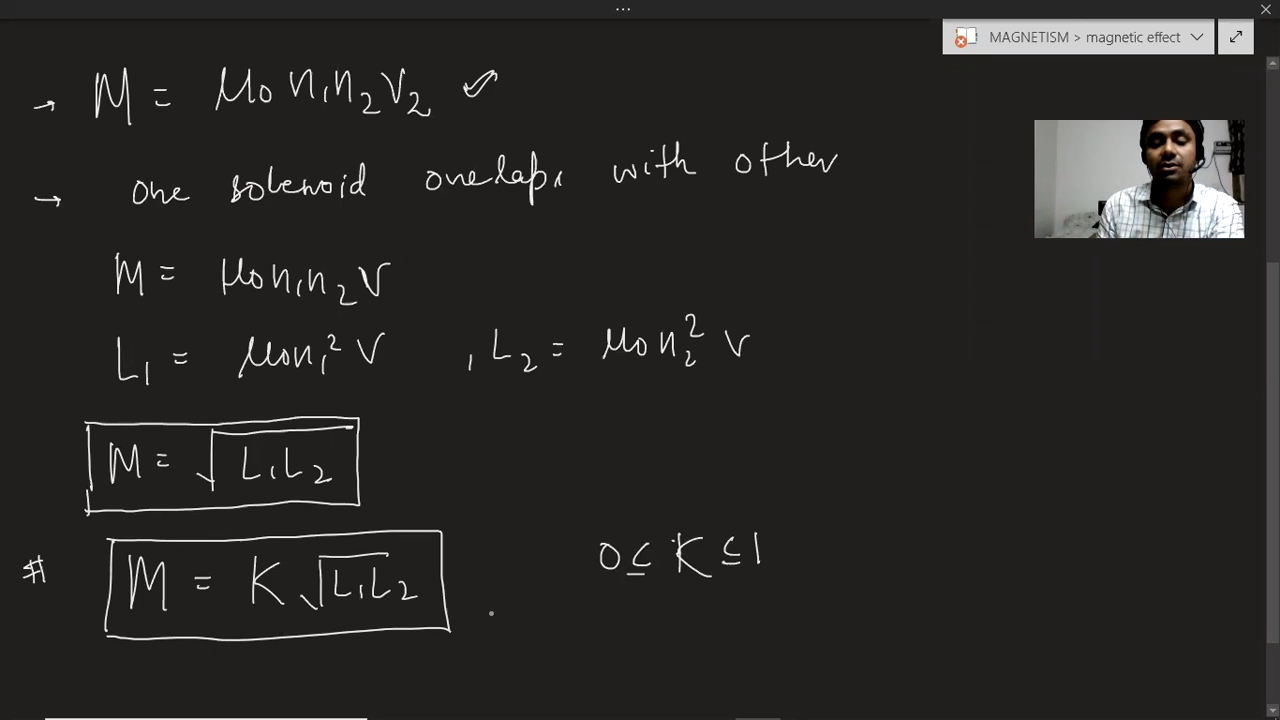 MAGNETISM > magnetic effect
→ M = μ0 n1n2V2 ✓
→ one solenoid overlaps with other
M = μ0n1n2V
L1 = μ0n1²V , L2 = μ0n2²V
M = √L1L2
# M = K√L1L2 0 ≤ K ≤ 1